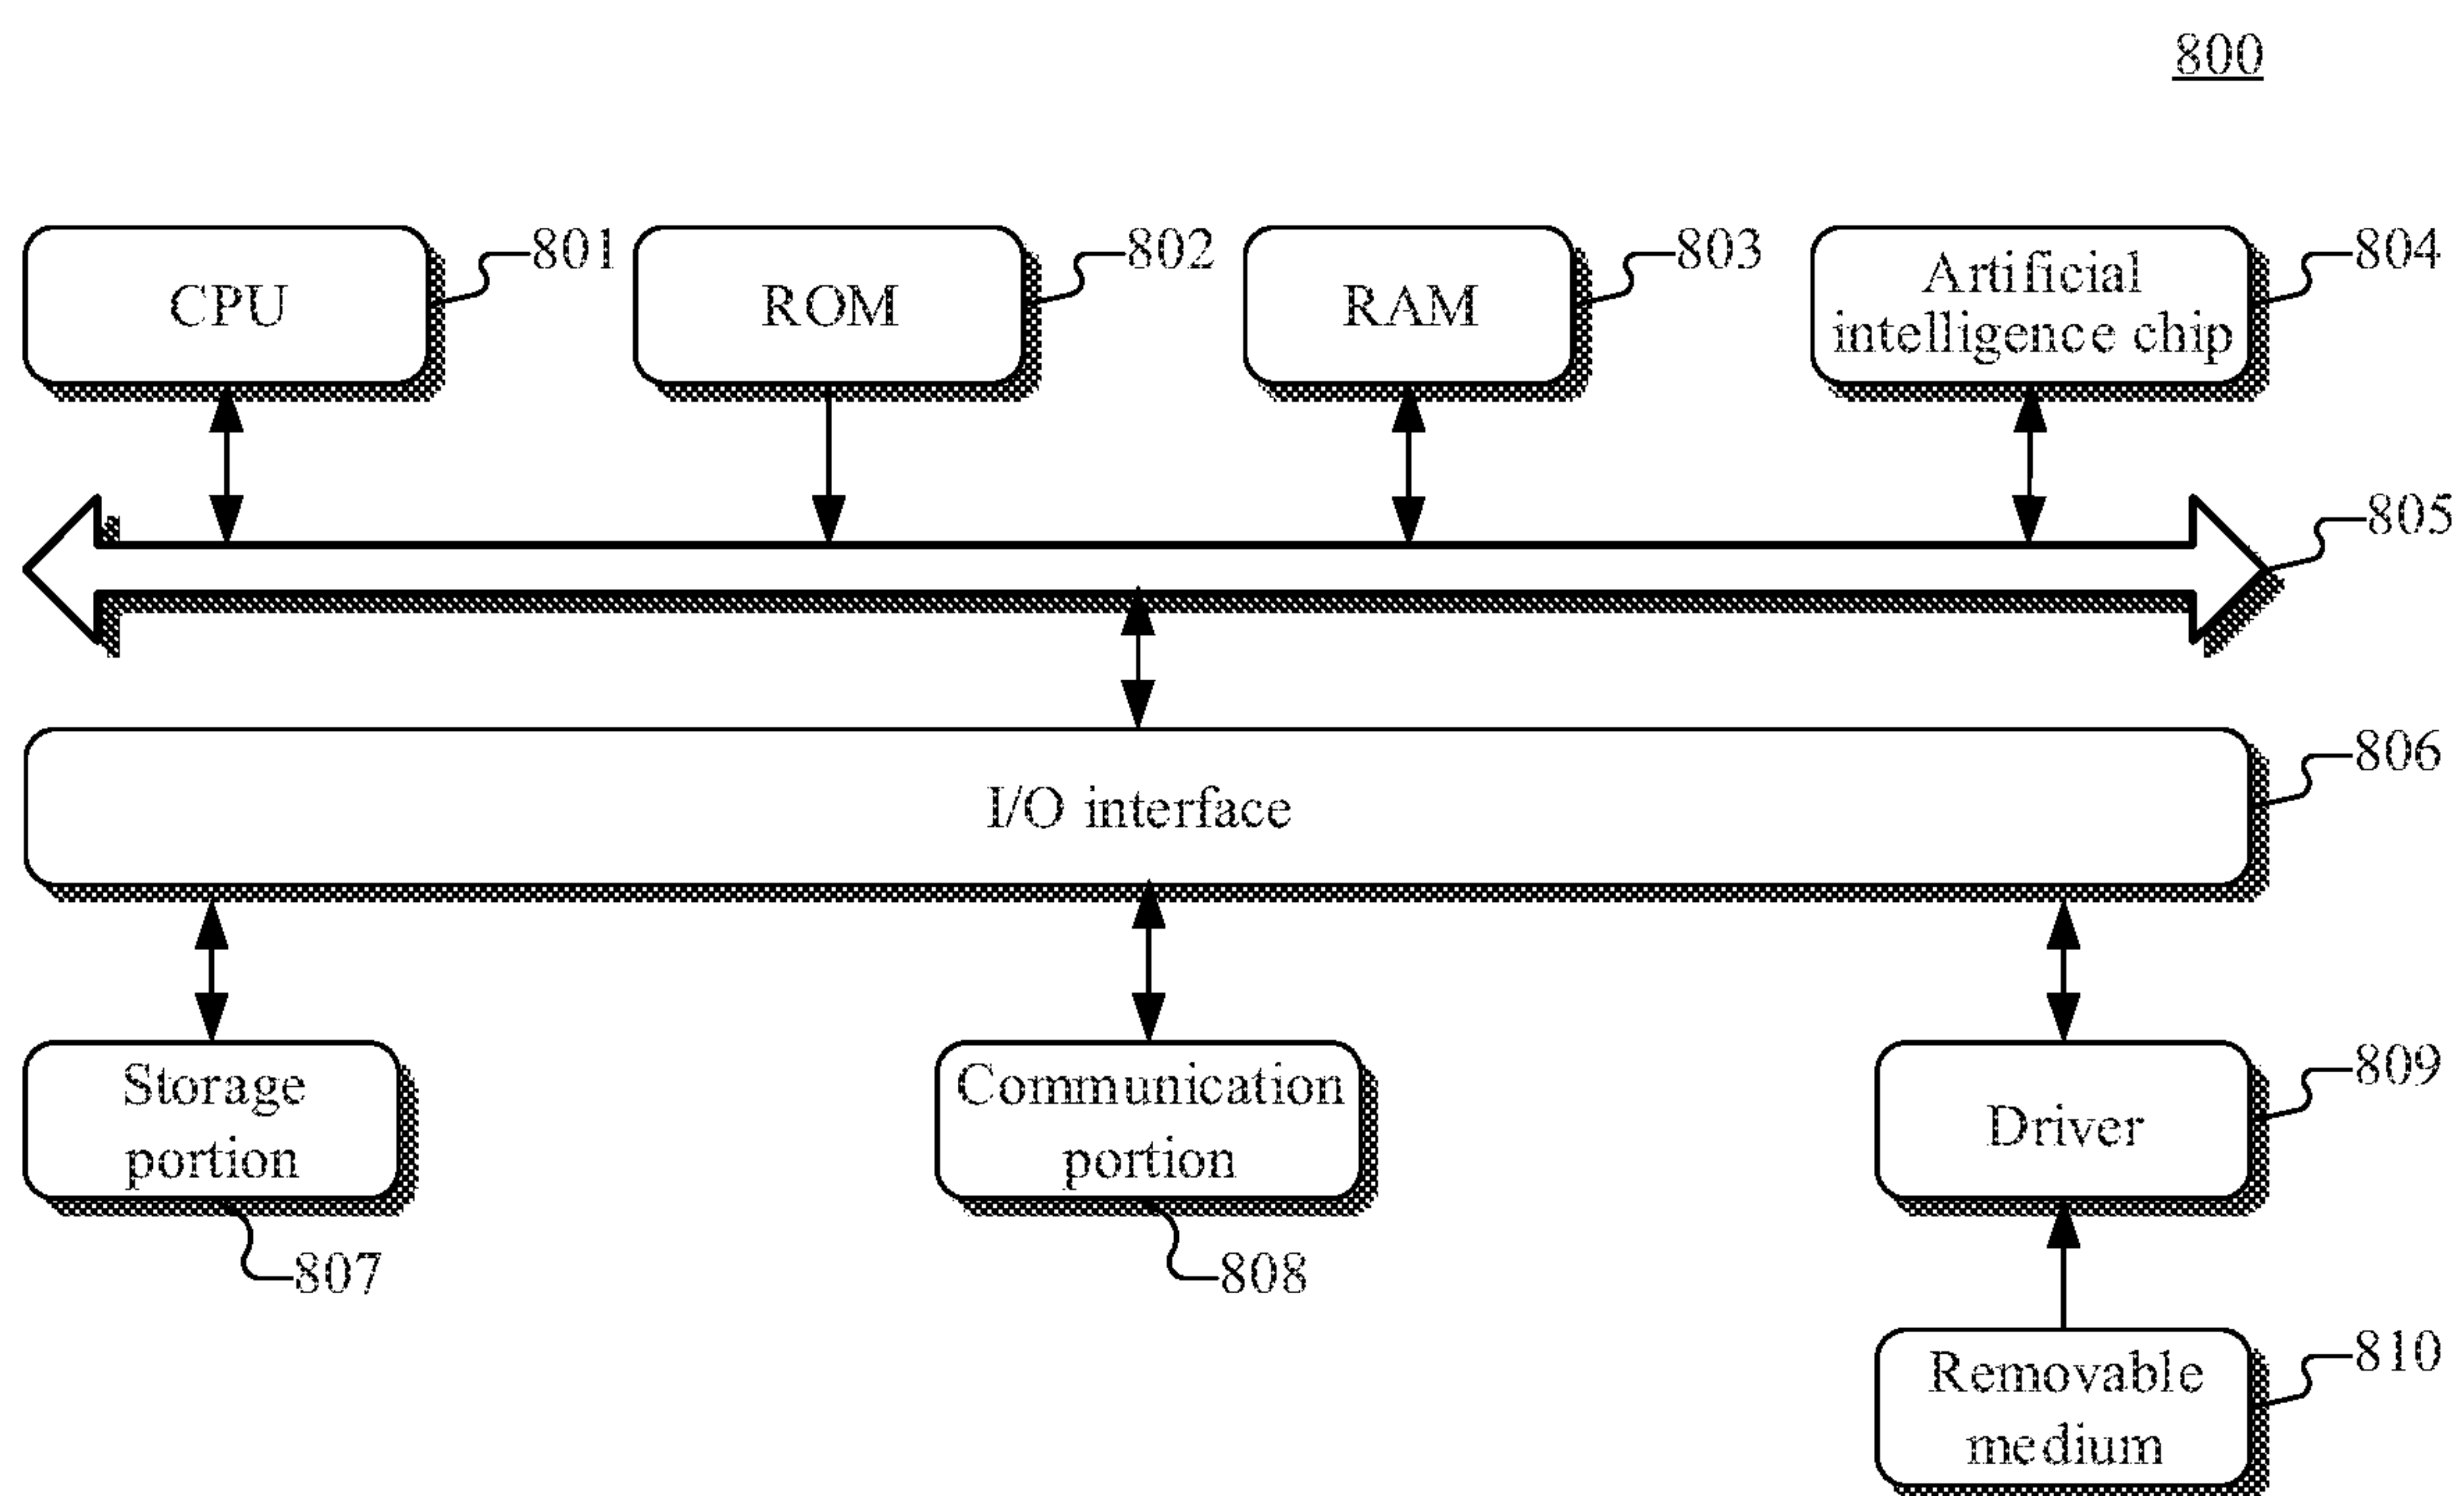 800
CPU
801
ROM
802
RAM
803
Artificial
intelligence chip
804
805
I/O interface
806
Storage
portion
807
Communication
portion
808
Driver
809
Removable
medium
810